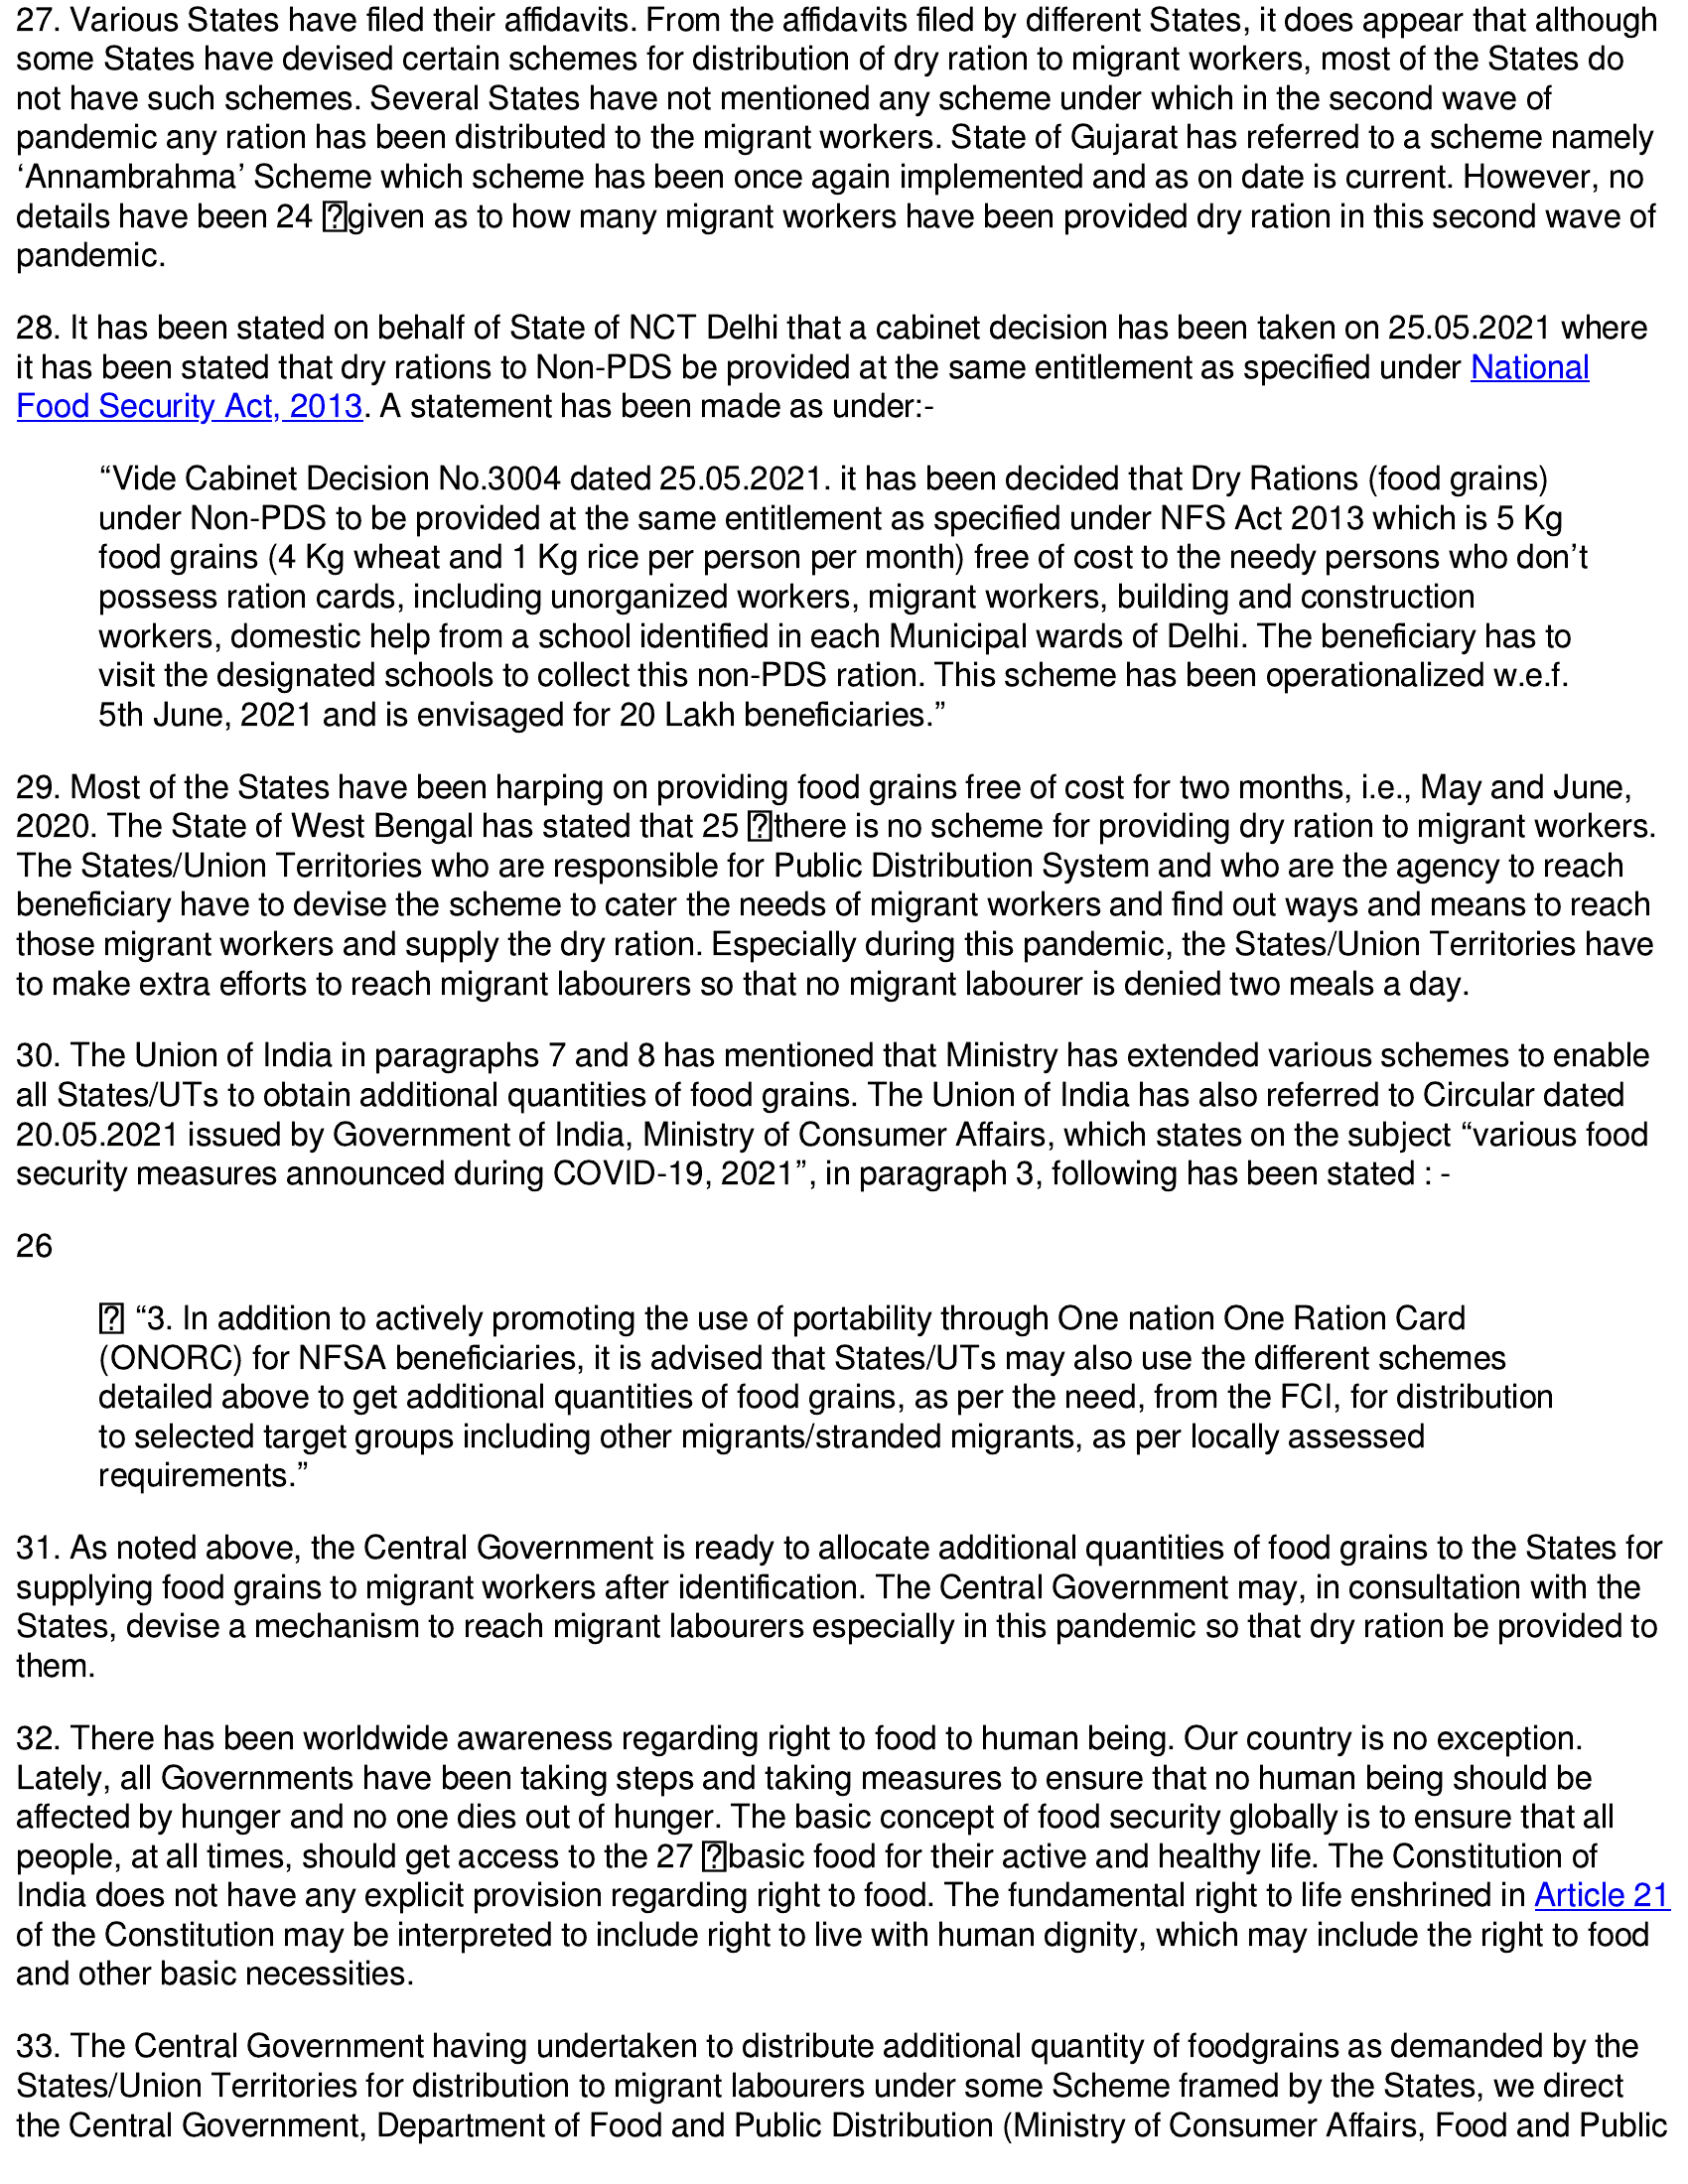 27. Various States have filed their affidavits. From the affidavits filed by different States, it does appear that although
some States have devised certain schemes for distribution of dry ration to migrant workers, most of the States do
not have such schemes. Several States have not mentioned any scheme under which in the second wave of
pandemic any ration has been distributed to the migrant workers. State of Gujarat has referred to a scheme namely
‘Annambrahma’ Scheme which scheme has been once again implemented and as on date is current. However, no
details have been 24 �given as to how many migrant workers have been provided dry ration in this second wave of
pandemic.
28. It has been stated on behalf of State of NCT Delhi that a cabinet decision has been taken on 25.05.2021 where
it has been stated that dry rations to Non-PDS be provided at the same entitlement as specified under National
Food Security Act, 2013. A statement has been made as under:-
“Vide Cabinet Decision No.3004 dated 25.05.2021. it has been decided that Dry Rations (food grains)
under Non-PDS to be provided at the same entitlement as specified under NFS Act 2013 which is 5 Kg
food grains (4 Kg wheat and 1 Kg rice per person per month) free of cost to the needy persons who don’t
possess ration cards, including unorganized workers, migrant workers, building and construction
workers, domestic help from a school identified in each Municipal wards of Delhi. The beneficiary has to
visit the designated schools to collect this non-PDS ration. This scheme has been operationalized w.e.f.
5th June, 2021 and is envisaged for 20 Lakh beneficiaries.”
29. Most of the States have been harping on providing food grains free of cost for two months, i.e., May and June,
2020. The State of West Bengal has stated that 25 �there is no scheme for providing dry ration to migrant workers.
The States/Union Territories who are responsible for Public Distribution System and who are the agency to reach
beneficiary have to devise the scheme to cater the needs of migrant workers and find out ways and means to reach
those migrant workers and supply the dry ration. Especially during this pandemic, the States/Union Territories have
to make extra efforts to reach migrant labourers so that no migrant labourer is denied two meals a day.
30. The Union of India in paragraphs 7 and 8 has mentioned that Ministry has extended various schemes to enable
all States/UTs to obtain additional quantities of food grains. The Union of India has also referred to Circular dated
20.05.2021 issued by Government of India, Ministry of Consumer Affairs, which states on the subject “various food
security measures announced during COVID-19, 2021”, in paragraph 3, following has been stated : -
26
� “3. In addition to actively promoting the use of portability through One nation One Ration Card
(ONORC) for NFSA beneficiaries, it is advised that States/UTs may also use the different schemes
detailed above to get additional quantities of food grains, as per the need, from the FCI, for distribution
to selected target groups including other migrants/stranded migrants, as per locally assessed
requirements.”
31. As noted above, the Central Government is ready to allocate additional quantities of food grains to the States for
supplying food grains to migrant workers after identification. The Central Government may, in consultation with the
States, devise a mechanism to reach migrant labourers especially in this pandemic so that dry ration be provided to
them.
32. There has been worldwide awareness regarding right to food to human being. Our country is no exception.
Lately, all Governments have been taking steps and taking measures to ensure that no human being should be
affected by hunger and no one dies out of hunger. The basic concept of food security globally is to ensure that all
people, at all times, should get access to the 27 �basic food for their active and healthy life. The Constitution of
India does not have any explicit provision regarding right to food. The fundamental right to life enshrined in Article 21
of the Constitution may be interpreted to include right to live with human dignity, which may include the right to food
and other basic necessities.
33. The Central Government having undertaken to distribute additional quantity of foodgrains as demanded by the
States/Union Territories for distribution to migrant labourers under some Scheme framed by the States, we direct
the Central Government, Department of Food and Public Distribution (Ministry of Consumer Affairs, Food and Public